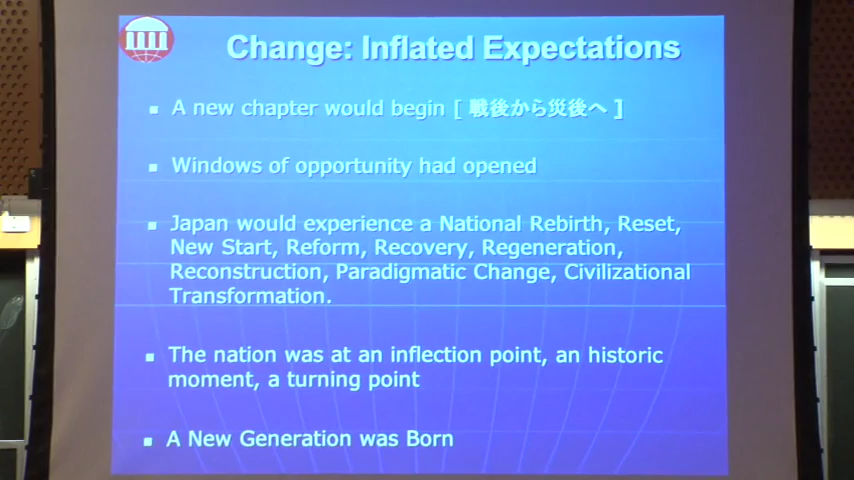 Change: Inflated Expectations
A new chapter would begin [ 戦後から災後へ ]
Windows of opportunity had opened
Japan would experience a National Rebirth, Reset,
New Start, Reform, Recovery, Regeneration,
Reconstruction, Paradigmatic Change, Civilizational
Transformation.
The nation was at an inflection point, an historic
moment, a turning point
A New Generation was Born